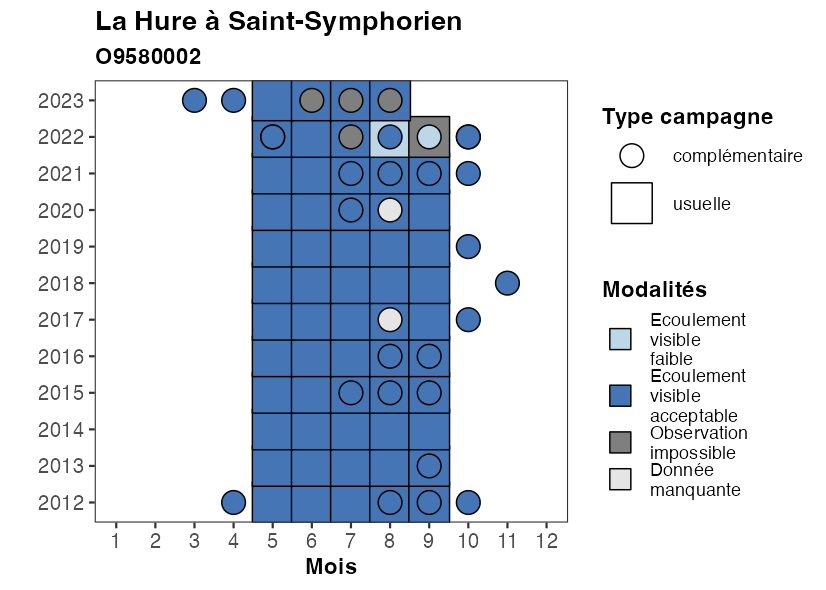 La Hure à Saint-Symphorien
O9580002
2023
2022
2021
2020
2019
2018
2017
2016
2015
2014
2013
2012
1 2 3 4 5 6 7 8 9 10 11 12
Mois
Type campagne
complémentaire
usuelle
Modalités
Ecoulement
visible
faible
Ecoulement
visible
acceptable
Observation
impossible
Donnée
manquante